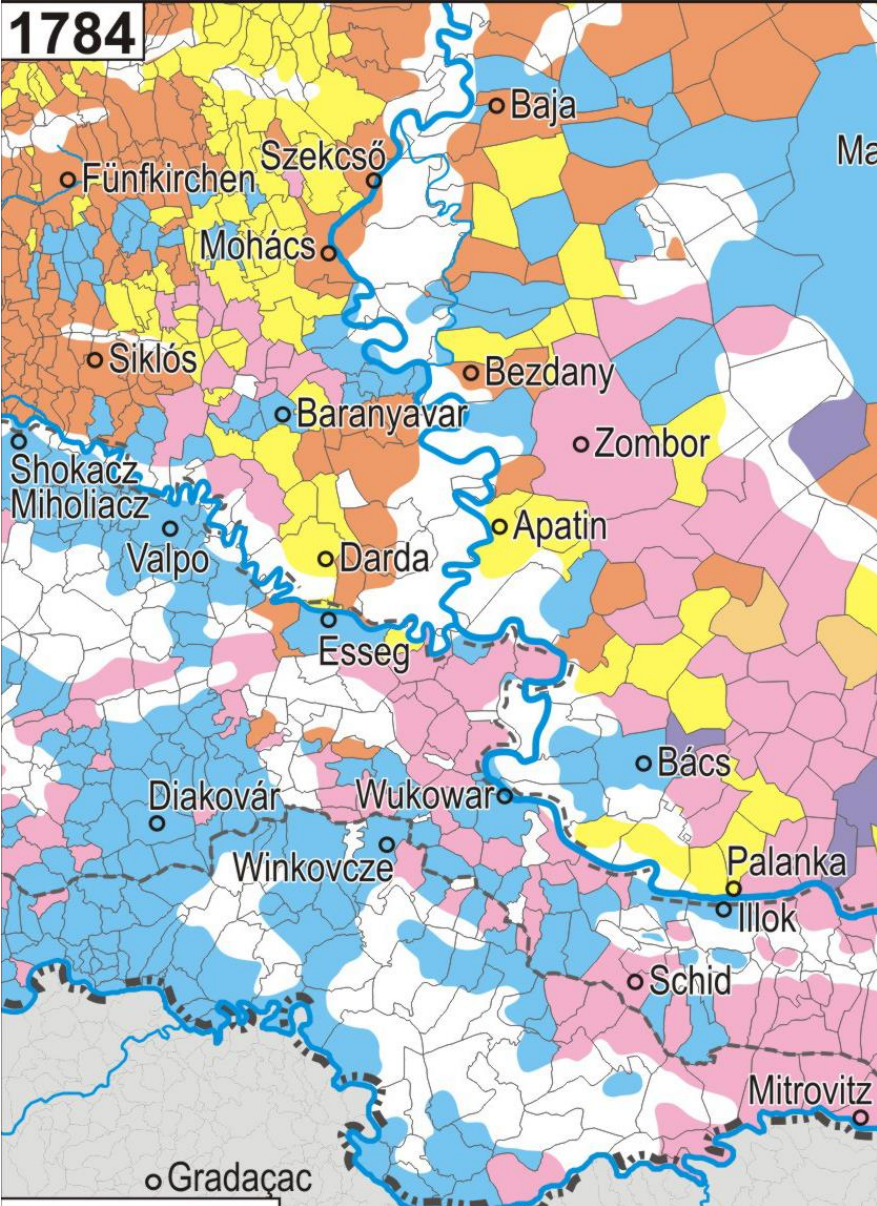 1784
Baja
Ma
Szekcső
Fünfkirchen
Mohács
Siklós
Bezdany
Baranyavar
Zombor
Shokacz
Miholiacz
Valpo
Apatin
Darda
Esseg
Bács
Diakovár
Wukowar
Winkovcze
Palanka
Illok
Schid
Mitrovitz
Gradaçac